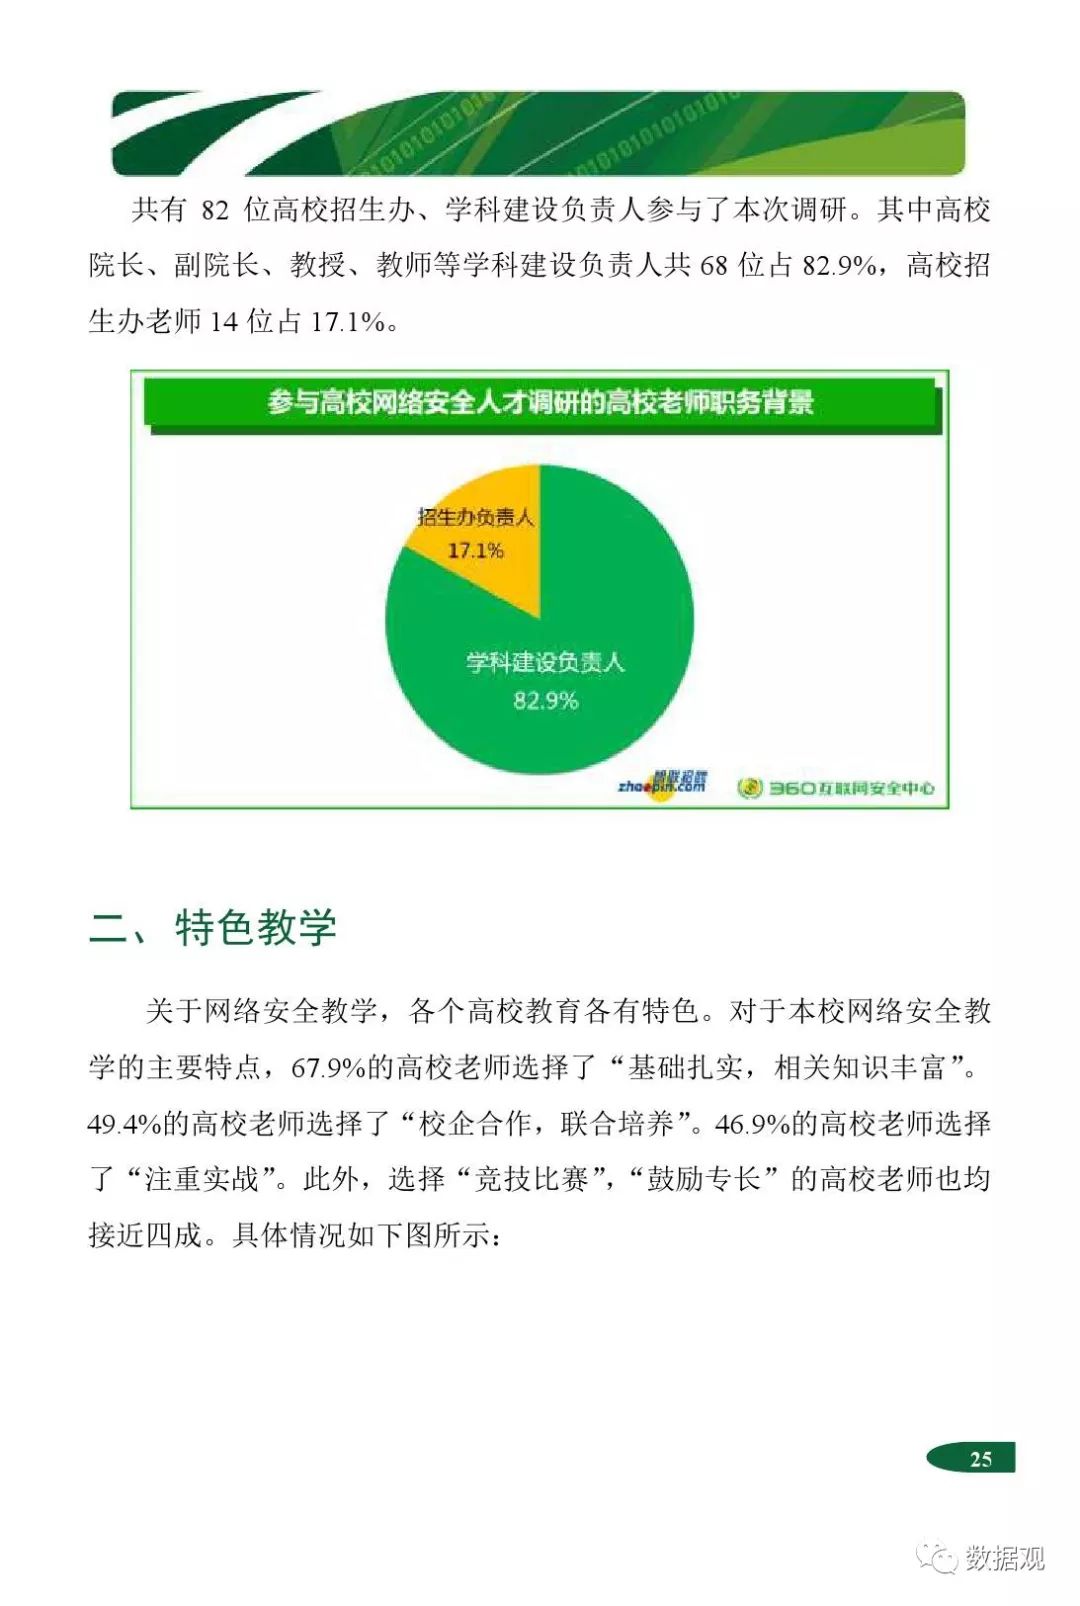 共有 82 位高校招生办、学科建设负责人参与了本次调研。其中高校
院长、副院长、教授、教师等学科建设负责人共 68 位占 82.9%，高校招
生办老师 14 位占 17.1%。
参与高校网络安全人才调研的高校老师职务背景
招生办负责人
17.1%
学科建设负责人
82.9%
智联招聘
zhaopin.com
360互联网安全中心
二、特色教学
关于网络安全教学，各个高校教育各有特色。对于本校网络安全教
学的主要特点，67.9%的高校老师选择了“基础扎实，相关知识丰富”。
49.4%的高校老师选择了“校企合作，联合培养”。46.9%的高校老师选择
了“注重实战”。此外，选择“竞技比赛”，“鼓励专长”的高校老师也均
接近四成。具体情况如下图所示：
25
数据观